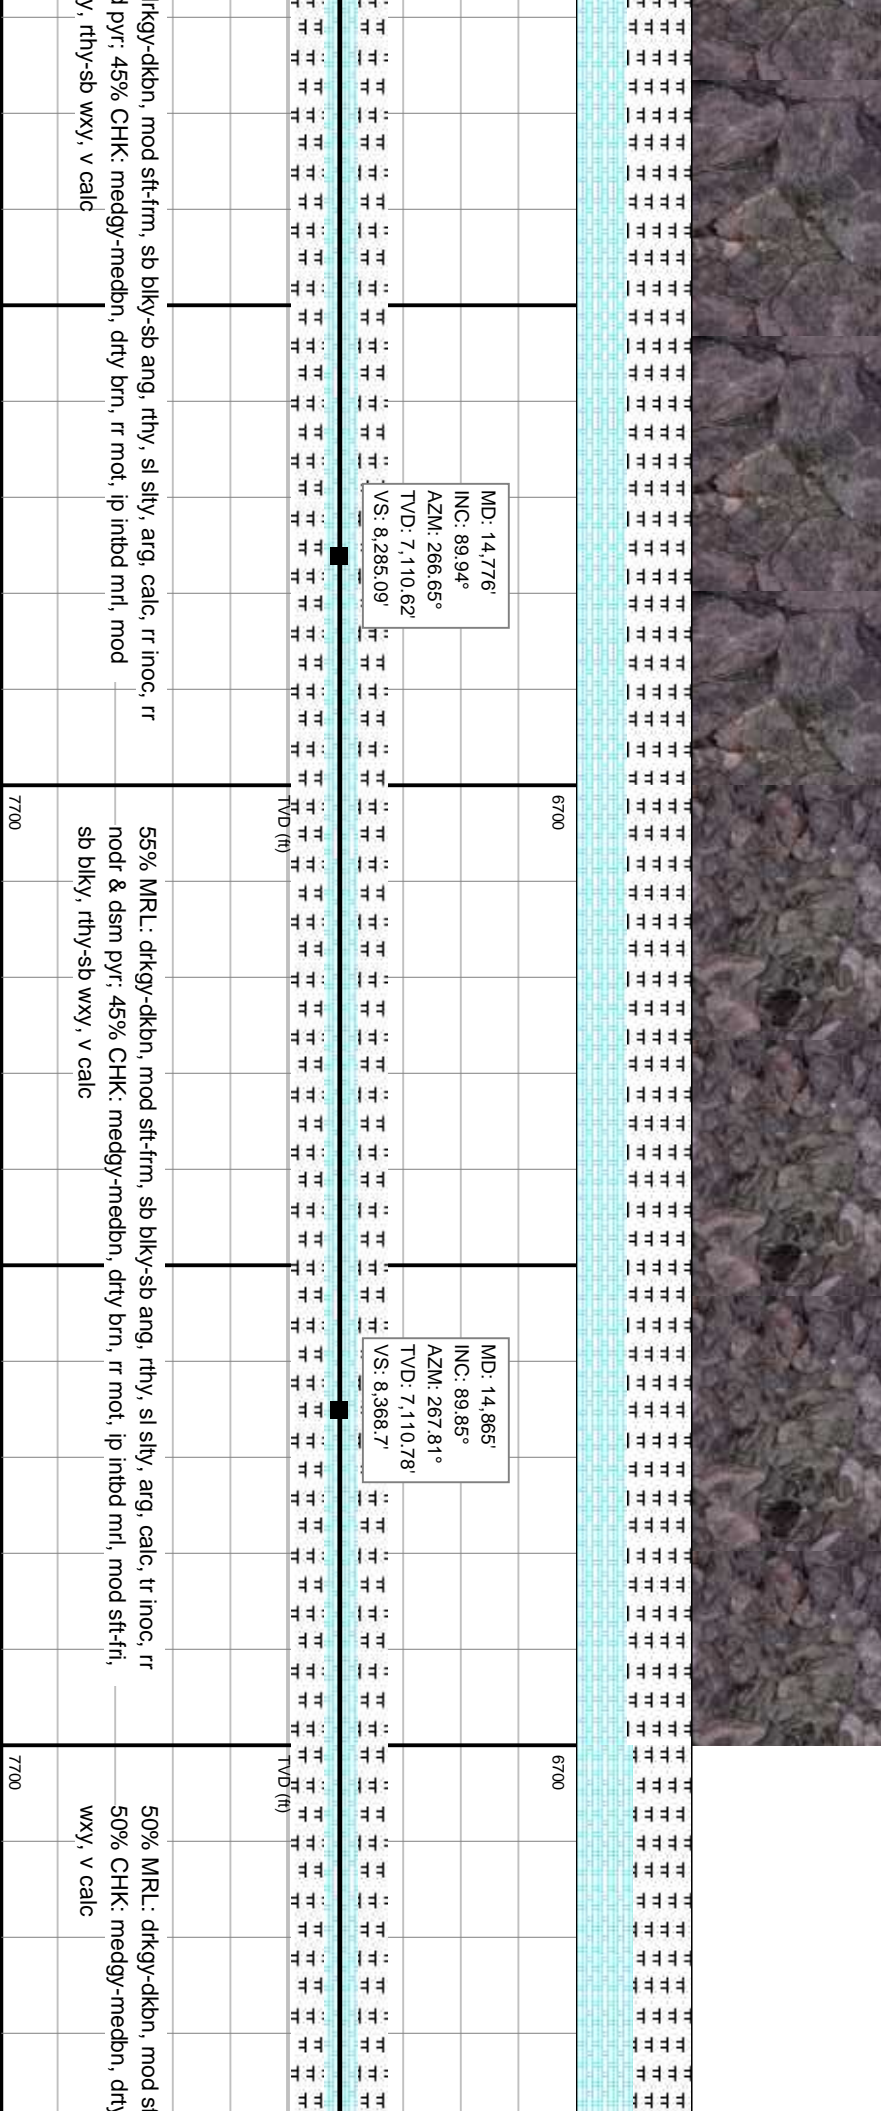 rkgy-dkbn, mod sft-frm, sb blky-sb ang, rthy, sl slty, arg, calc, rr inoc, rr
pyr; 45% CHK: medgy-medbn, drty brn, rr mot, ip intbd mrl, mod
rthy-sb wxy, v calc
MD: 14,776'
INC: 89.94°
AZM: 266.65°
TVD: 7,110.62'
VS: 8,285.09'
6700
TVD (ft)
7700
55% MRL: drkgy-dkbn, mod sft-frm, sb blky-sb ang, rthy, sl slty, arg, calc, tr inoc, rr
nodr & dsm pyr; 45% CHK: medgy-medbn, drty brn, rr mot, ip intbd mrl, mod sft-fri,
sb blky, rthy-sb wxy, v calc
MD: 14,865'
INC: 89.85°
AZM: 267.81°
TVD: 7,110.78'
VS: 8,368.7'
6700
TVD (ft)
7700
50% MRL: drkgy-dkbn, mod
50% CHK: medgy-medbn, drty
wxy, v calc